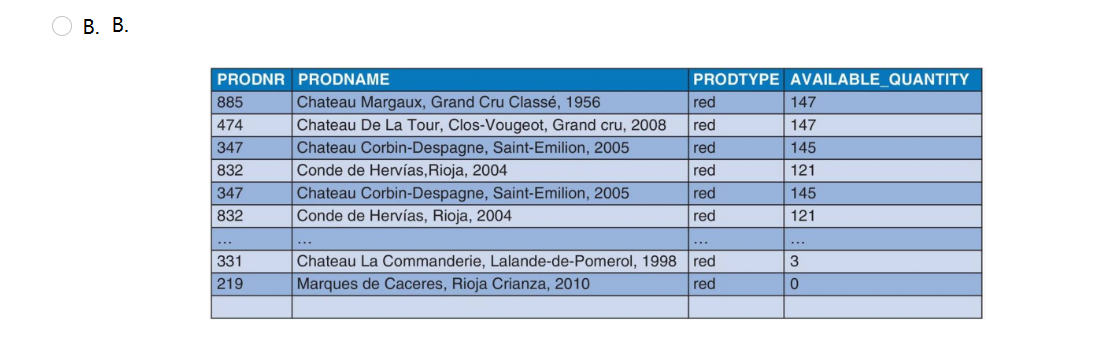 B. B.
PRODNR PRODNAME PRODTYPE AVAILABLE_QUANTITY
885 Chateau Margaux, Grand Cru Classé, 1956 red 147
474 Chateau De La Tour, Clos-Vougeot, Grand cru, 2008 red 147
347 Chateau Corbin-Despagne, Saint-Emilion, 2005 red 145
832 Conde de Hervías,Rioja, 2004 red 121
347 Chateau Corbin-Despagne, Saint-Emilion, 2005 red 145
832 Conde de Hervías, Rioja, 2004 red 121
... ... ... ...
331 Chateau La Commanderie, Lalande-de-Pomerol, 1998 red 3
219 Marques de Caceres, Rioja Crianza, 2010 red 0